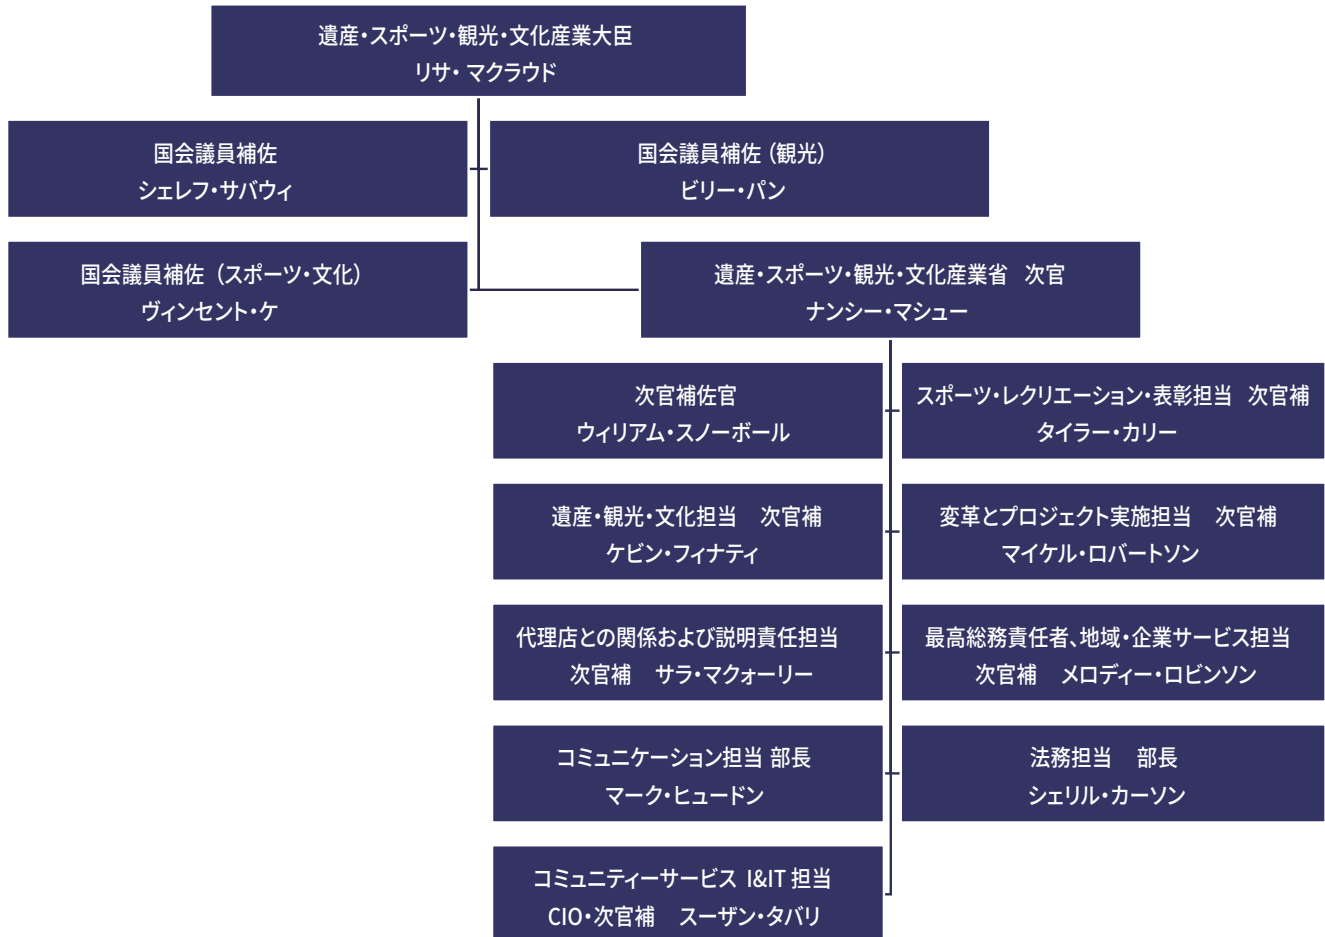 遺産・スポーツ・観光・文化産業大臣
リサ・ マクラウド
国会議員補佐
シェレフ・サバウィ
国会議員補佐（観光）
ビリー・パン
国会議員補佐（スポーツ・文化）
ヴィンセント・ケ
遺産・スポーツ・観光・文化産業省　次官
ナンシー・マシュー
次官補佐官
ウィリアム・スノーボール
スポーツ・レクリエーション・表彰担当　次官補
タイラー・カリー
遺産・観光・文化担当　次官補
ケビン・フィナティ
変革とプロジェクト実施担当　次官補
マイケル・ロバートソン
代理店との関係および説明責任担当
次官補　サラ・マクォーリー
最高総務責任者、地域・企業サービス担当
次官補　メロディー・ロビンソン
コミュニケーション担当 部長
マーク・ヒュードン
法務担当　部長
シェリル・カーソン
コミュニティーサービス I&IT 担当
CIO・次官補　スーザン・タバリ